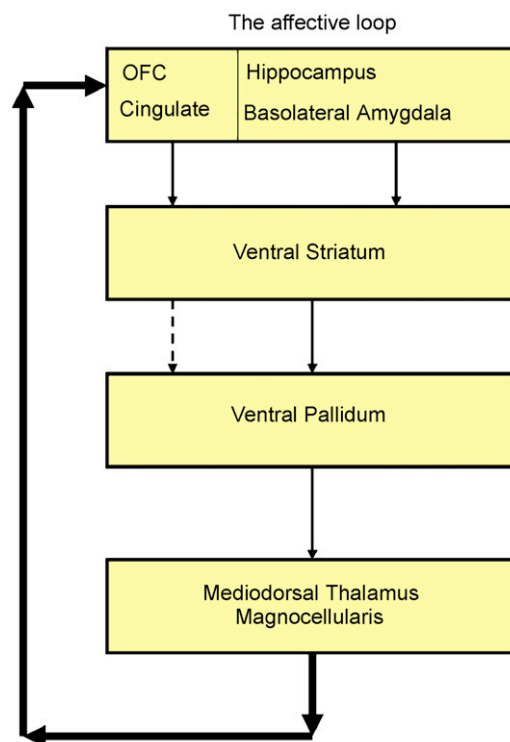 The affective loop
OFC
Cingulate
Hippocampus
Basolateral Amygdala
Ventral Striatum
Ventral Pallidum
Mediodorsal Thalamus
Magnocellularis